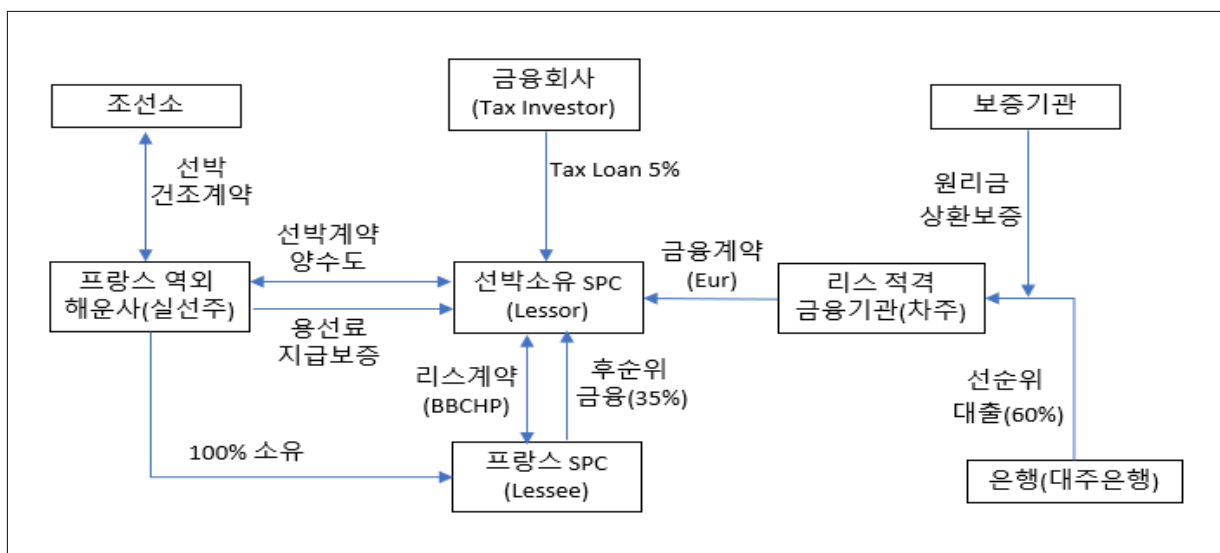 조선소
금융회사
(Tax Investor)
보증기관
선박
건조계약
Tax Loan 5%
원리금
상환보증
선박계약
양수도
금융계약
(Eur)
프랑스 역외
해운사(실선주)
선박소유 SPC
(Lessor)
리스 적격
금융기관(차주)
용선료
지급보증
리스계약
(BBCHP)
후순위
금융(35%)
선순위
대출(60%)
100% 소유
프랑스 SPC
(Lessee)
은행(대주은행)